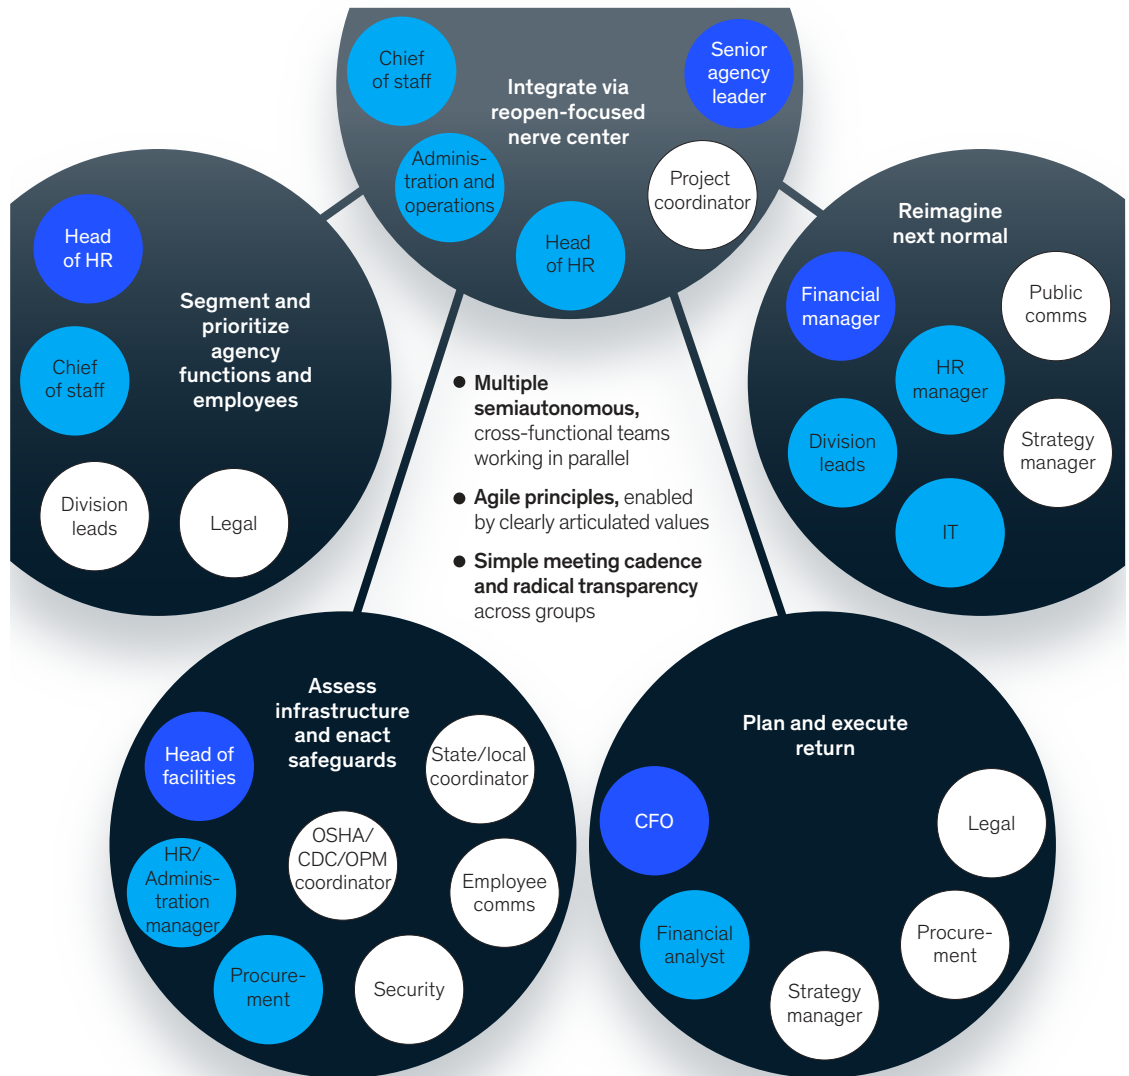 Chief
of staff
Integrate via
reopen-focused
nerve center
Senior
agency
leader
Adminis-
tration and
operations
Head
of HR
Project
coordinator
Head
of HR
Segment and
prioritize
agency
functions and
employees
Chief
of staff
Division
leads
Legal
Reimagine
next normal
Financial
manager
Public
comms
HR
manager
Division
leads
Strategy
manager
IT
● Multiple
semiautonomous,
cross-functional teams
working in parallel
● Agile principles, enabled
by clearly articulated values
● Simple meeting cadence
and radical transparency
across groups
Assess
infrastructure
and enact
safeguards
Head of
facilities
State/local
coordinator
OSHA/
CDC/OPM
coordinator
HR/
Adminis-
tration
manager
Employee
comms
Procure-
ment
Security
Plan and execute
return
CFO
Legal
Financial
analyst
Procure-
ment
Strategy
manager